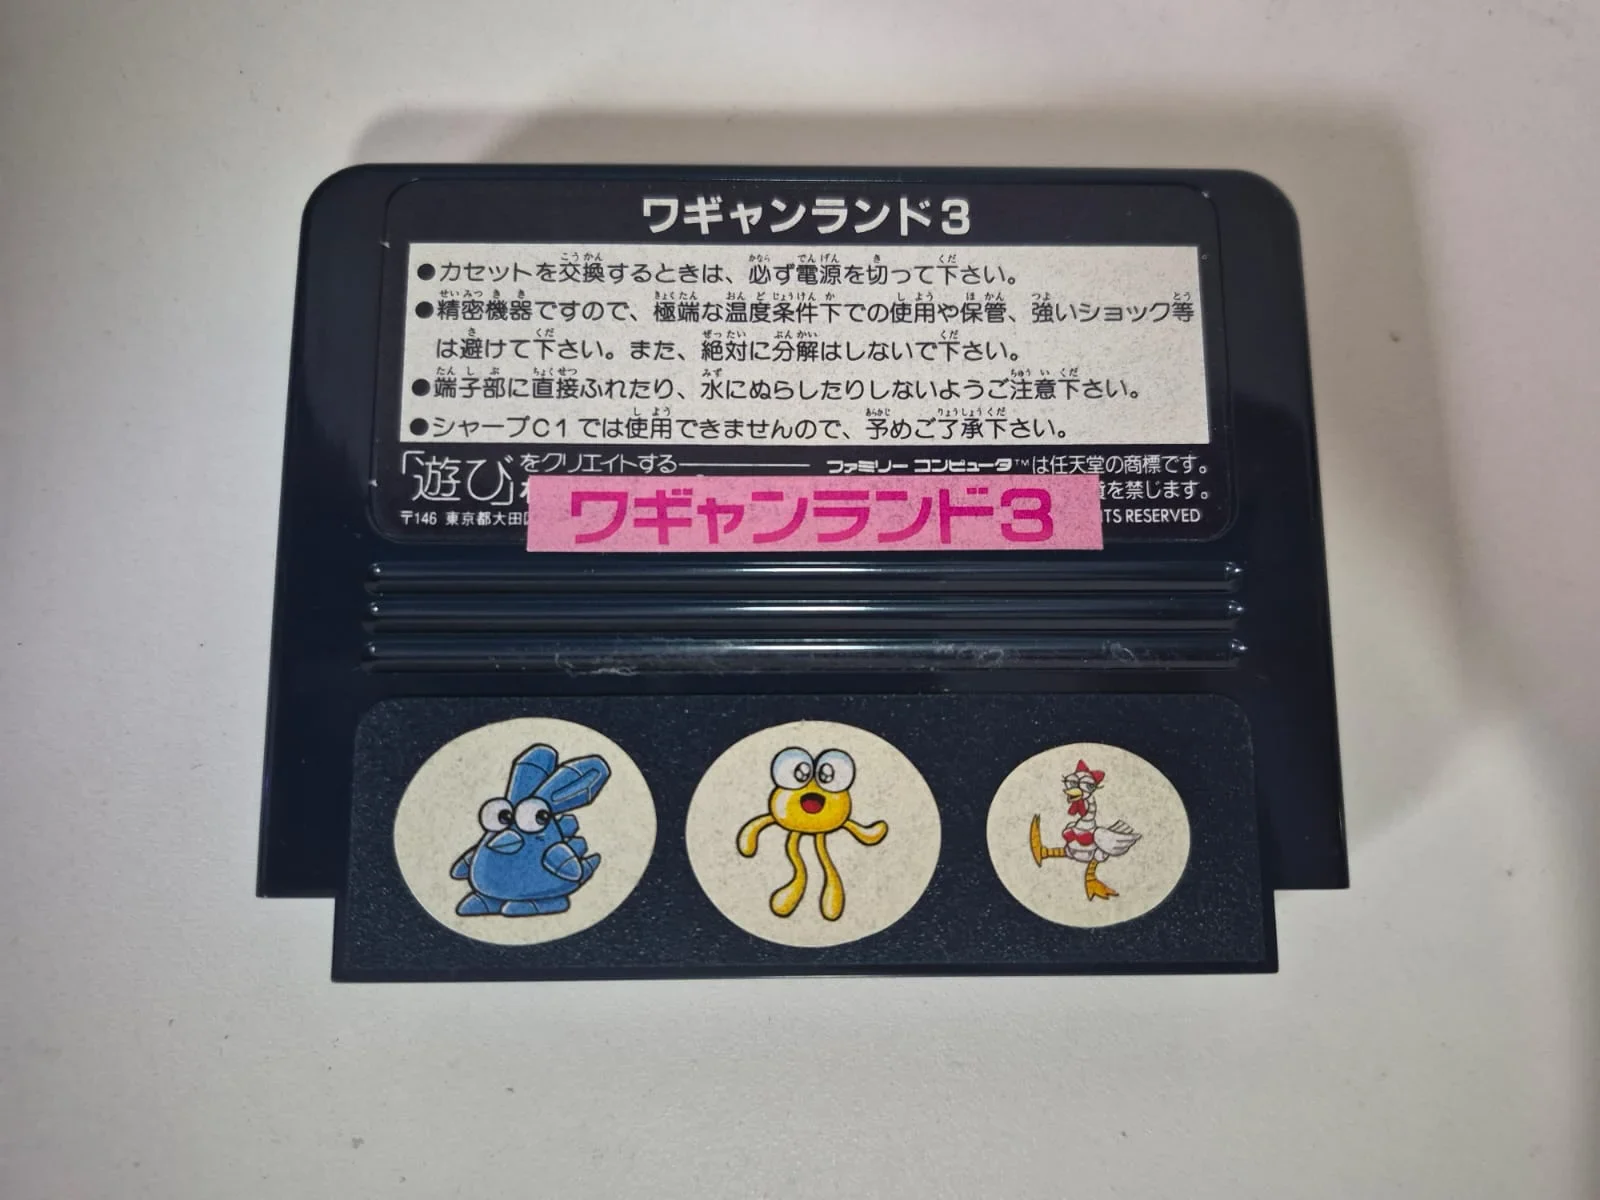 ワギャンランド3
●カセットを交換するときは、必ず電源を切って下さい。
●精密機器ですので、極端な温度条件下での使用や保管、強いショック等
は避けて下さい。また、絶対に分解はしないで下さい。
●端子部に直接ふれたり、水にぬらしたりしないようご注意下さい。
●シャープC1では使用できませんので、予めご了承下さい。
「遊び」をクリエイトする
ファミリーコンピュータ™は任天堂の商標です。
を禁じます。
〒146 東京都大田
RESERVED
ワギャンランド3